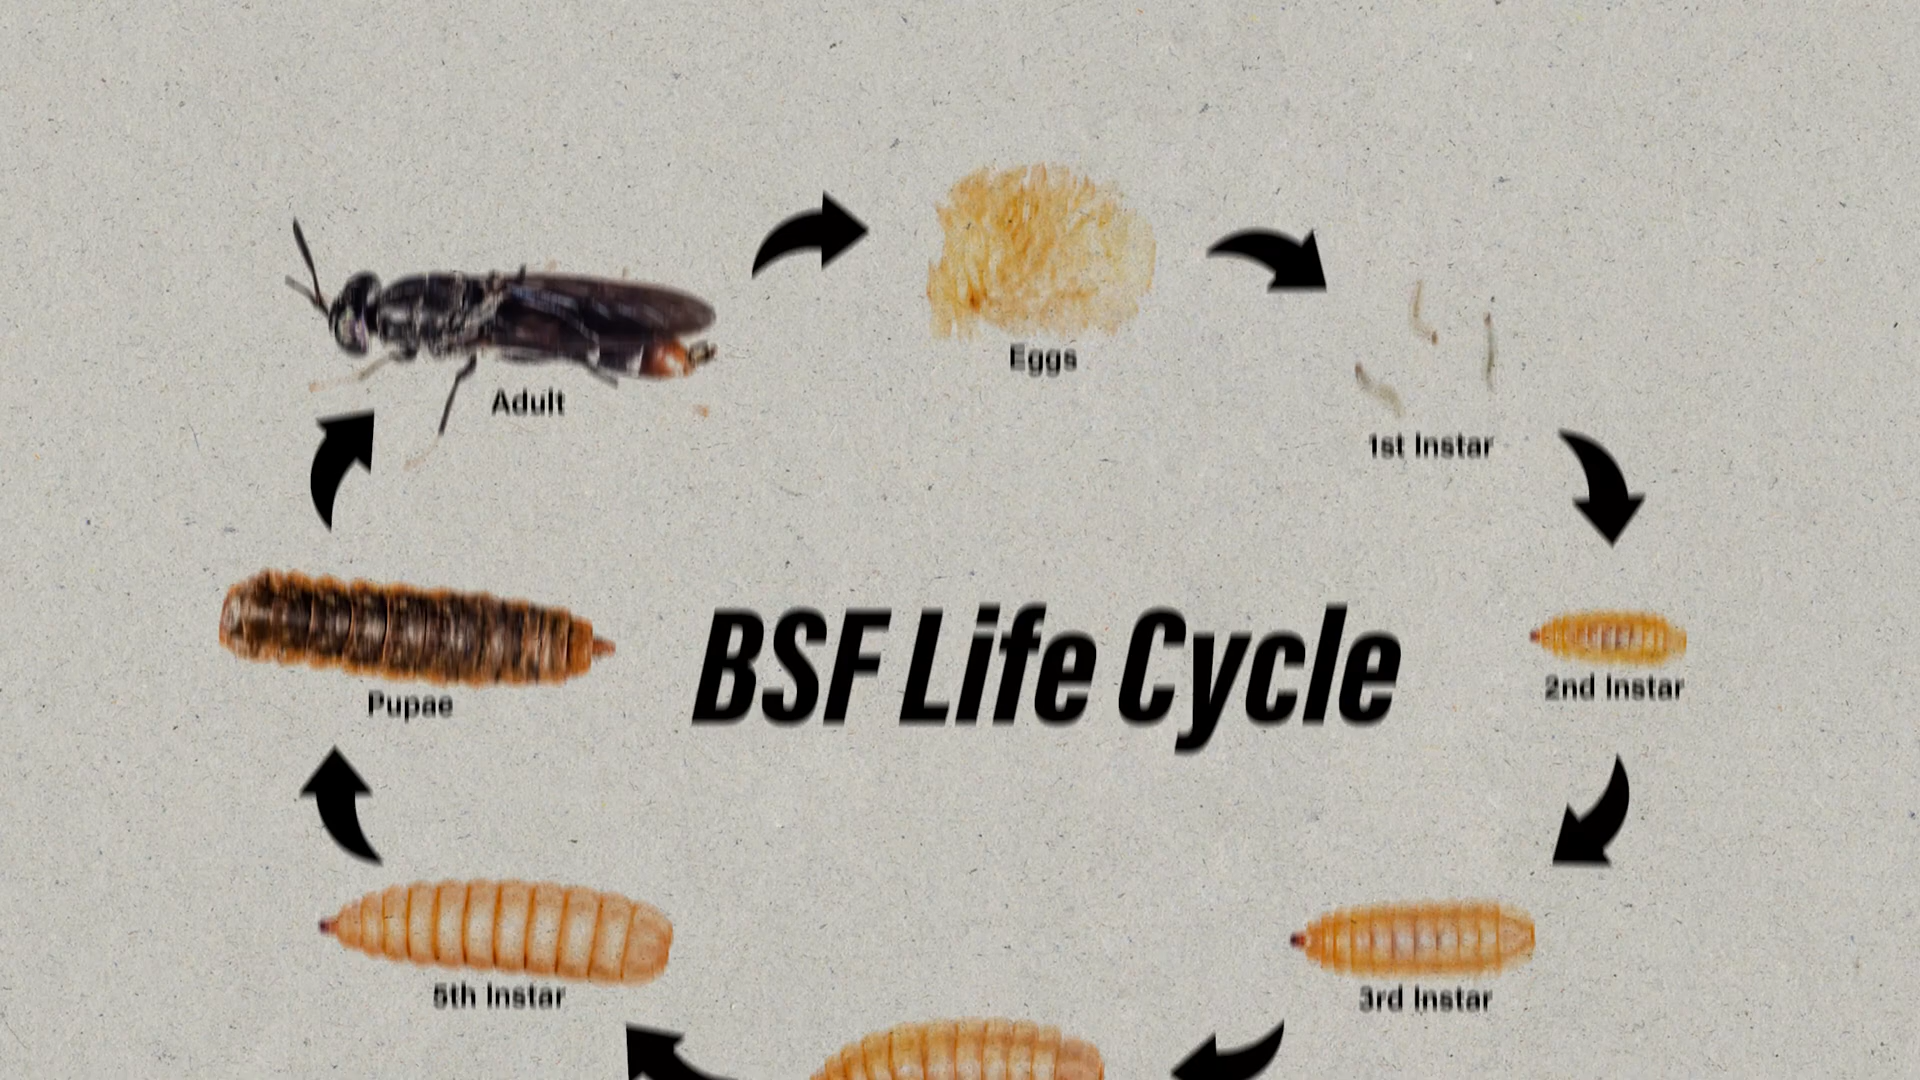 Adult
Eggs
1st Instar
2nd Instar
3rd Instar
5th Instar
Pupae
BSF Life Cycle